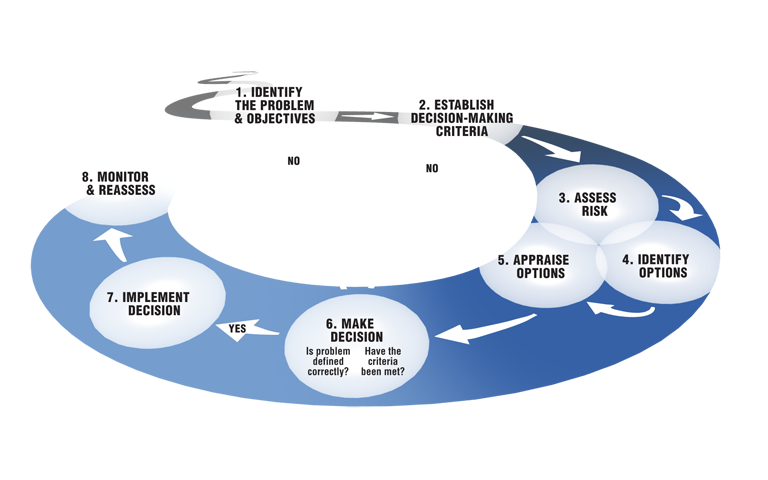 1. IDENTIFY
THE PROBLEM
& OBJECTIVES
2. ESTABLISH
DECISION-MAKING
CRITERIA
NO
NO
8. MONITOR
& REASSESS
3. ASSESS
RISK
5. APPRAISE
OPTIONS
4. IDENTIFY
OPTIONS
7. IMPLEMENT
DECISION
YES
6. MAKE
DECISION
Is problem
defined
correctly?
Have the
criteria
been met?